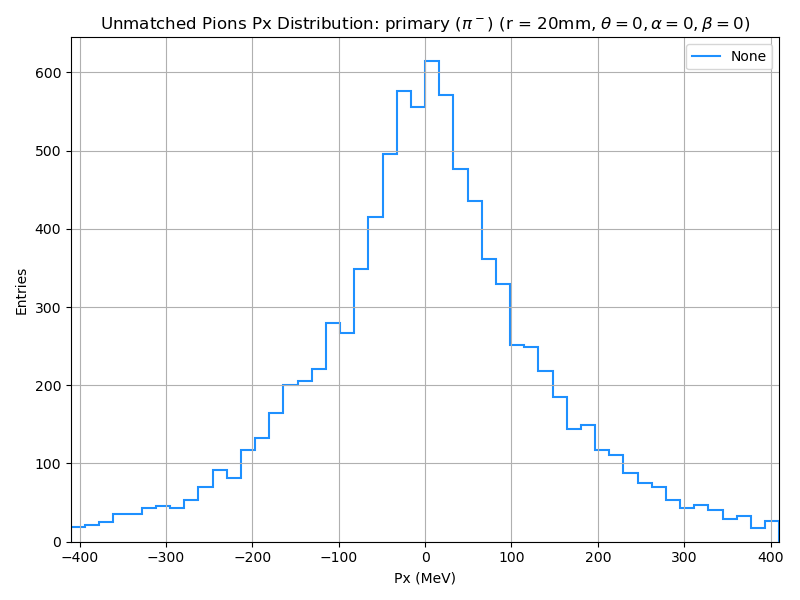 Unmatched Pions Px Distribution: primary (π⁻) (r = 20mm, θ = 0, α = 0, β = 0)
None
600
500
400
300
200
100
0
Entries
−400 −300 −200 −100 0 100 200 300 400
Px (MeV)